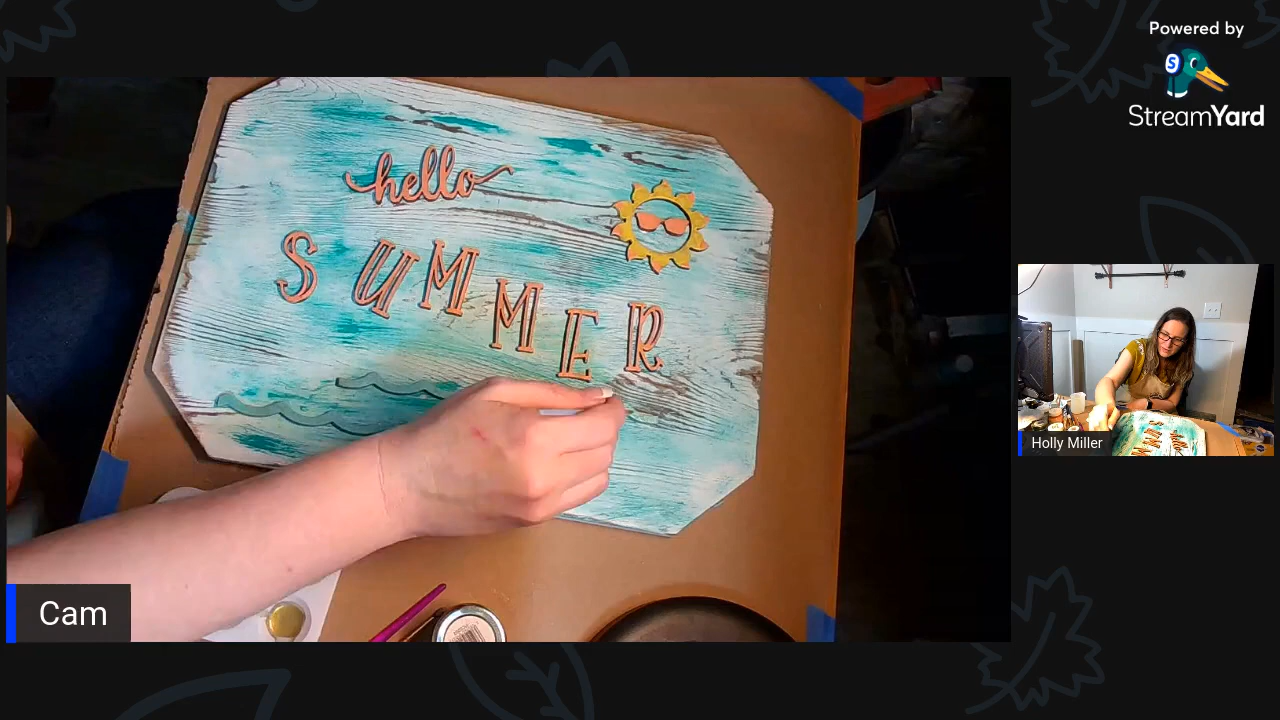 Powered by
S
StreamYard
hello
SUMMER
Holly Miller
Cam